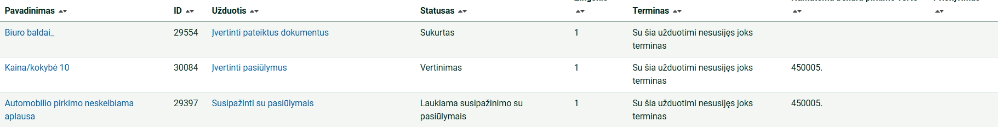 Pavadinimas ID Užduotis Statusas Terminas
Biuro baldai_ 29554 Įvertinti pateiktus dokumentus Sukurtas 1 Su šia užduotimi nesusijęs joks
terminas
Kaina/kokybė 10 30084 Įvertinti pasiūlymus Vertinimas 1 Su šia užduotimi nesusijęs joks 450005.
terminas
Automobilio pirkimo neskelbiama 29397 Susipažinti su pasiūlymais Laukiama susipažinimo su 1 Su šia užduotimi nesusijęs joks 450005.
aplausa pasiūlymais terminas